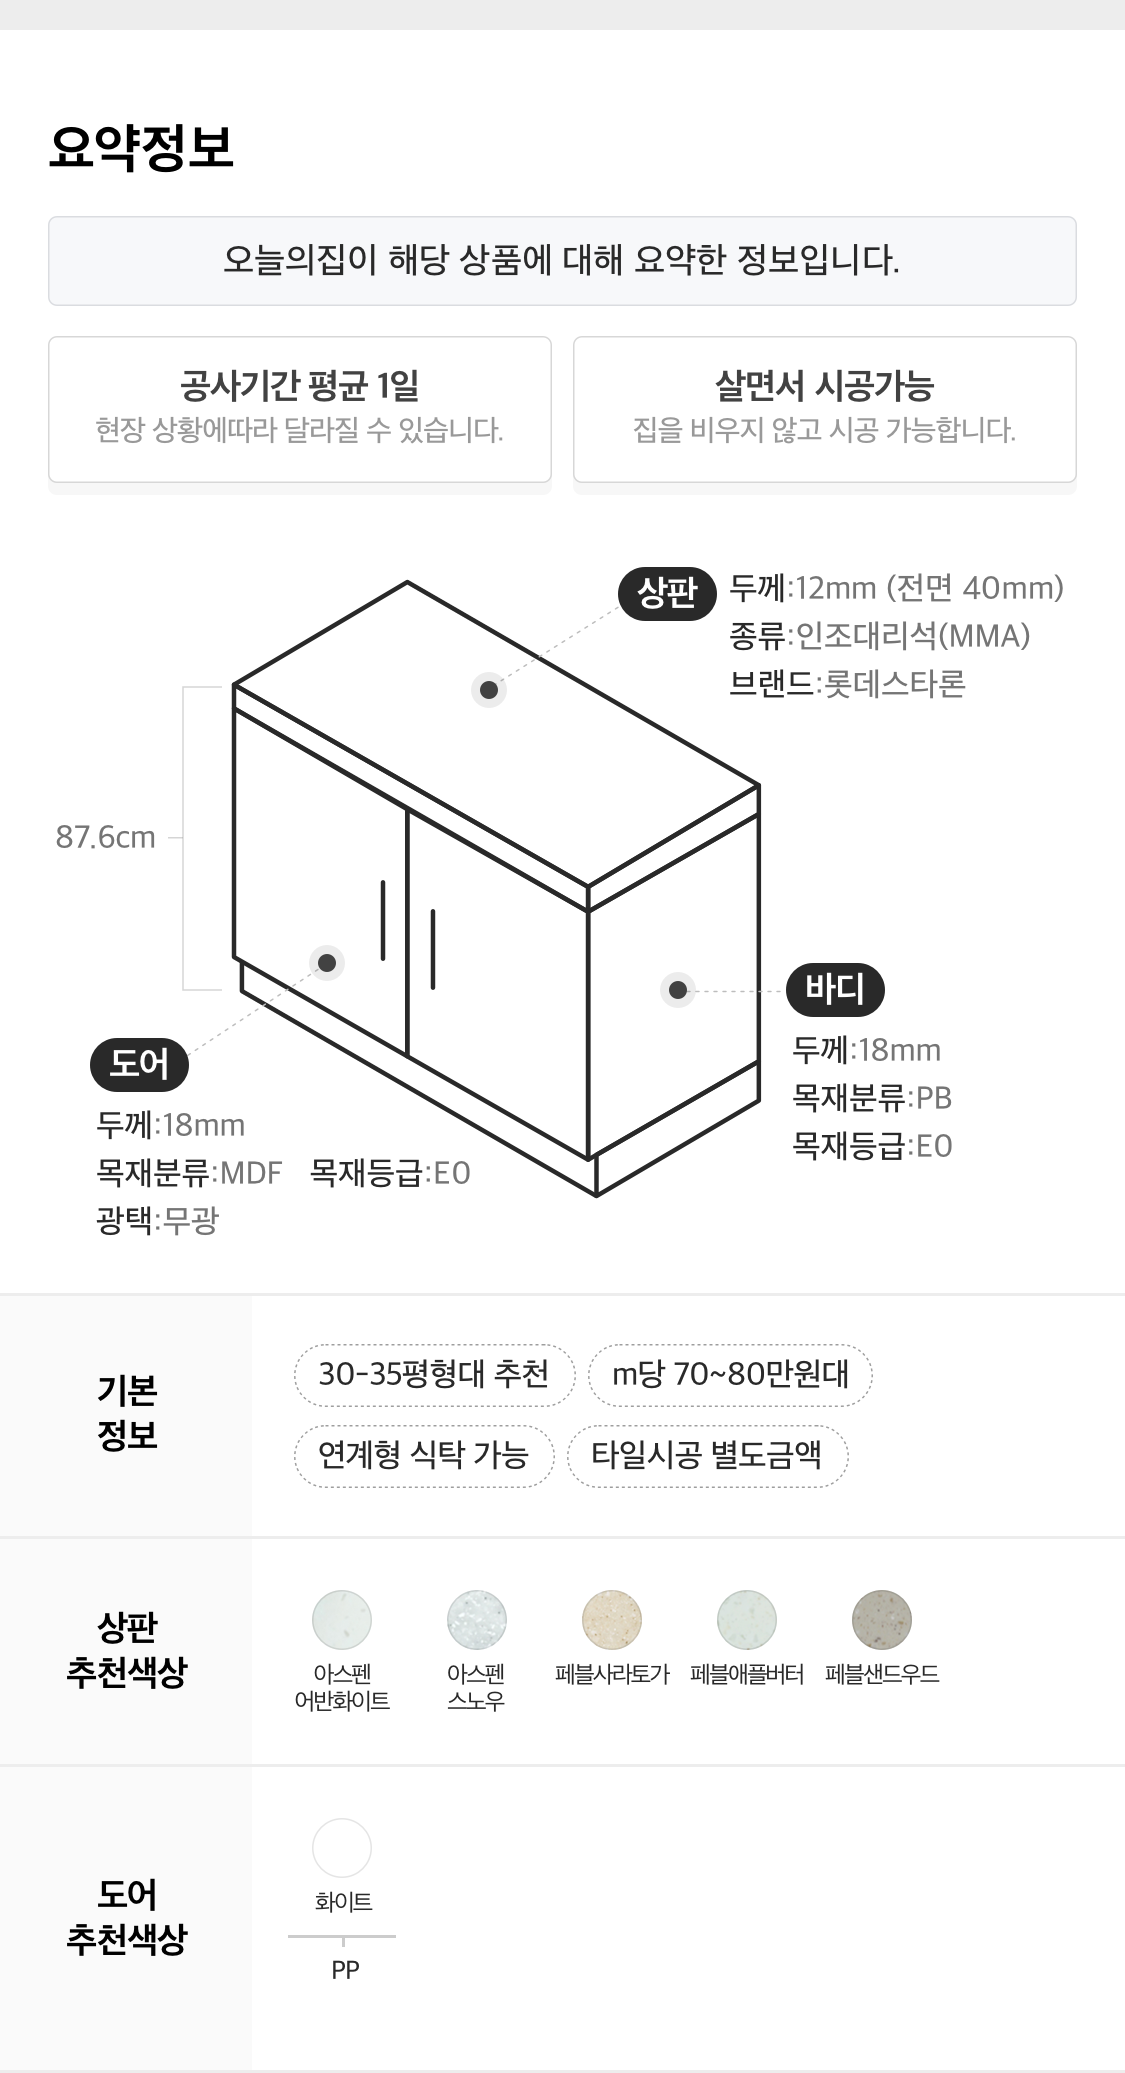 요약정보
오늘의집이 해당 상품에 대해 요약한 정보입니다.
공사기간 평균 1일
현장 상황에따라 달라질 수 있습니다.
살면서 시공가능
집을 비우지 않고 시공 가능합니다.
상판
두께:12mm (전면 40mm)
종류:인조대리석(MMA)
브랜드:롯데스타론
87.6cm
바디
두께:18mm
목재분류:PB
목재등급:E0
도어
두께:18mm
목재분류:MDF 목재등급:E0
광택:무광
기본
정보
30-35평형대 추천 m당 70~80만원대
연계형 식탁 가능 타일시공 별도금액
상판
추천색상
아스펜
어반화이트
아스펜
스노우
페블사라토가
페블애플버터
페블샌드우드
도어
추천색상
화이트
PP